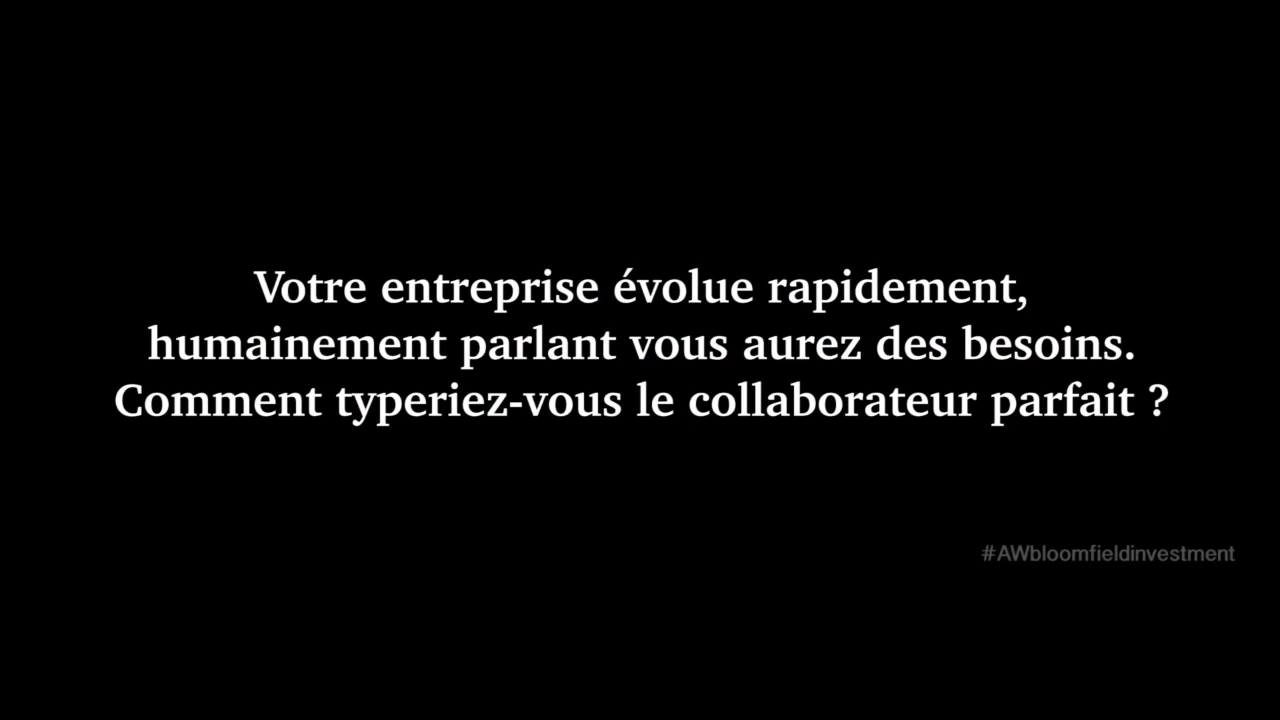 Votre entreprise évolue rapidement,
humainement parlant vous aurez des besoins.
Comment typeriez-vous le collaborateur parfait ?
#AWbloomfieldinvestment